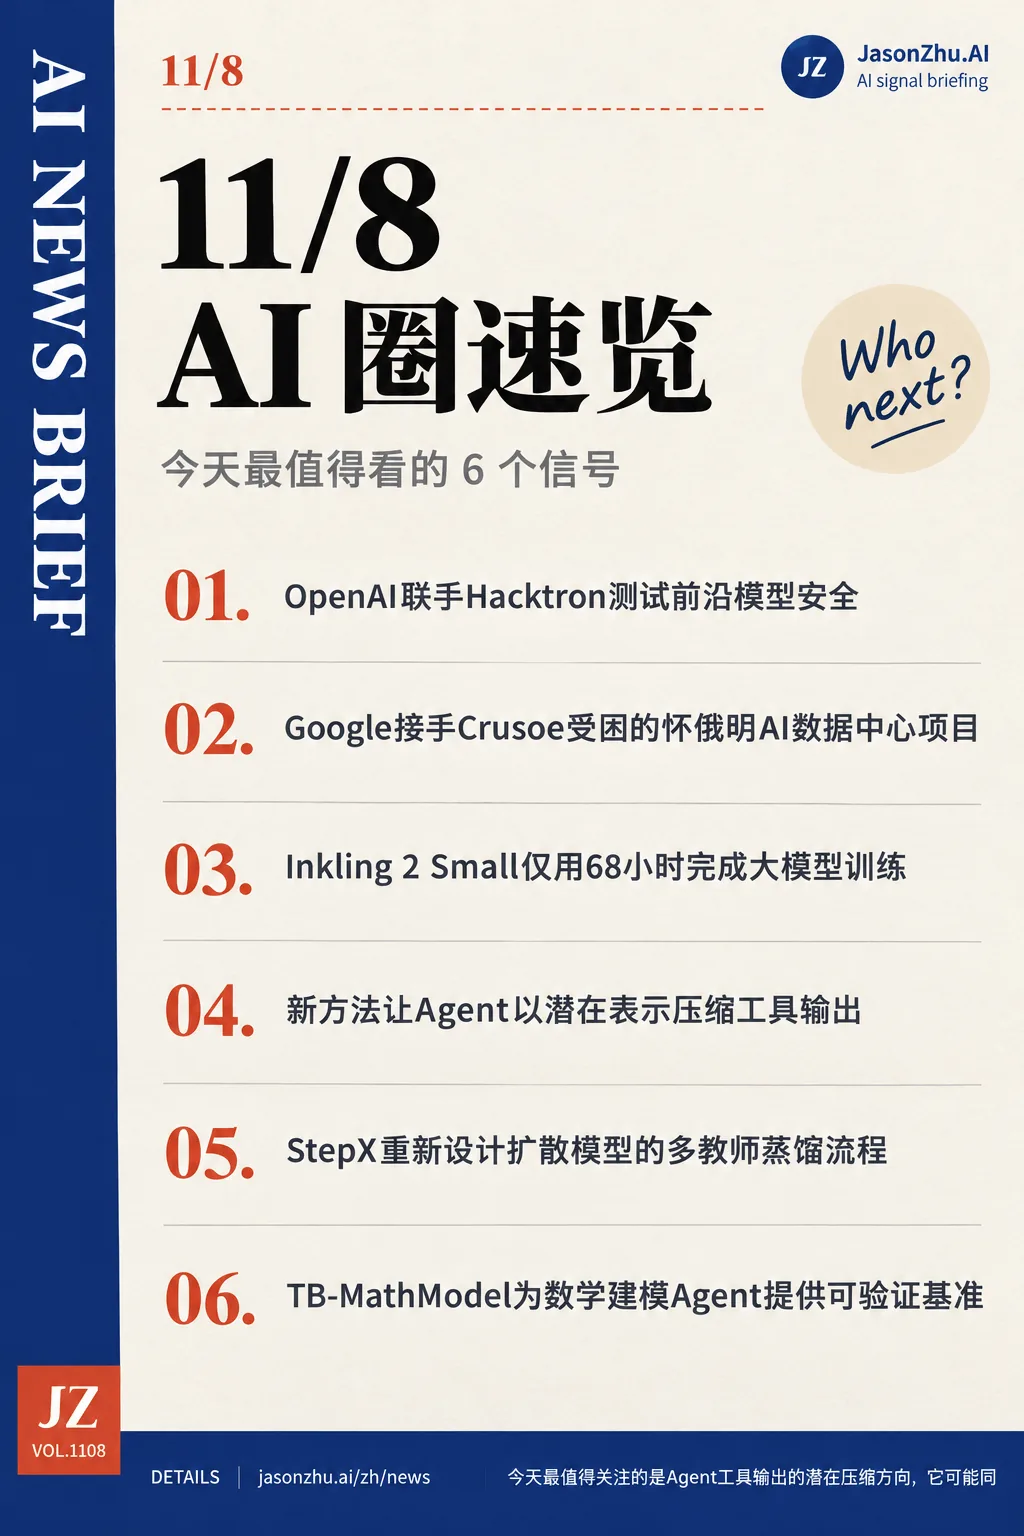 AI NEWS BRIEF
11/8
JZ
JasonZhu.AI
AI signal briefing
11/8
AI 圈速览
今天最值得看的 6 个信号
Who
next?
01. OpenAI联手Hacktron测试前沿模型安全
02. Google接手Crusoe受困的怀俄明AI数据中心项目
03. Inkling 2 Small仅用68小时完成大模型训练
04. 新方法让Agent以潜在表示压缩工具输出
05. StepX重新设计扩散模型的多教师蒸馏流程
06. TB-MathModel为数学建模Agent提供可验证基准
JZ
VOL.1108
DETAILS
jasonzhu.ai/zh/news
今天最值得关注的是Agent工具输出的潜在压缩方向，它可能同